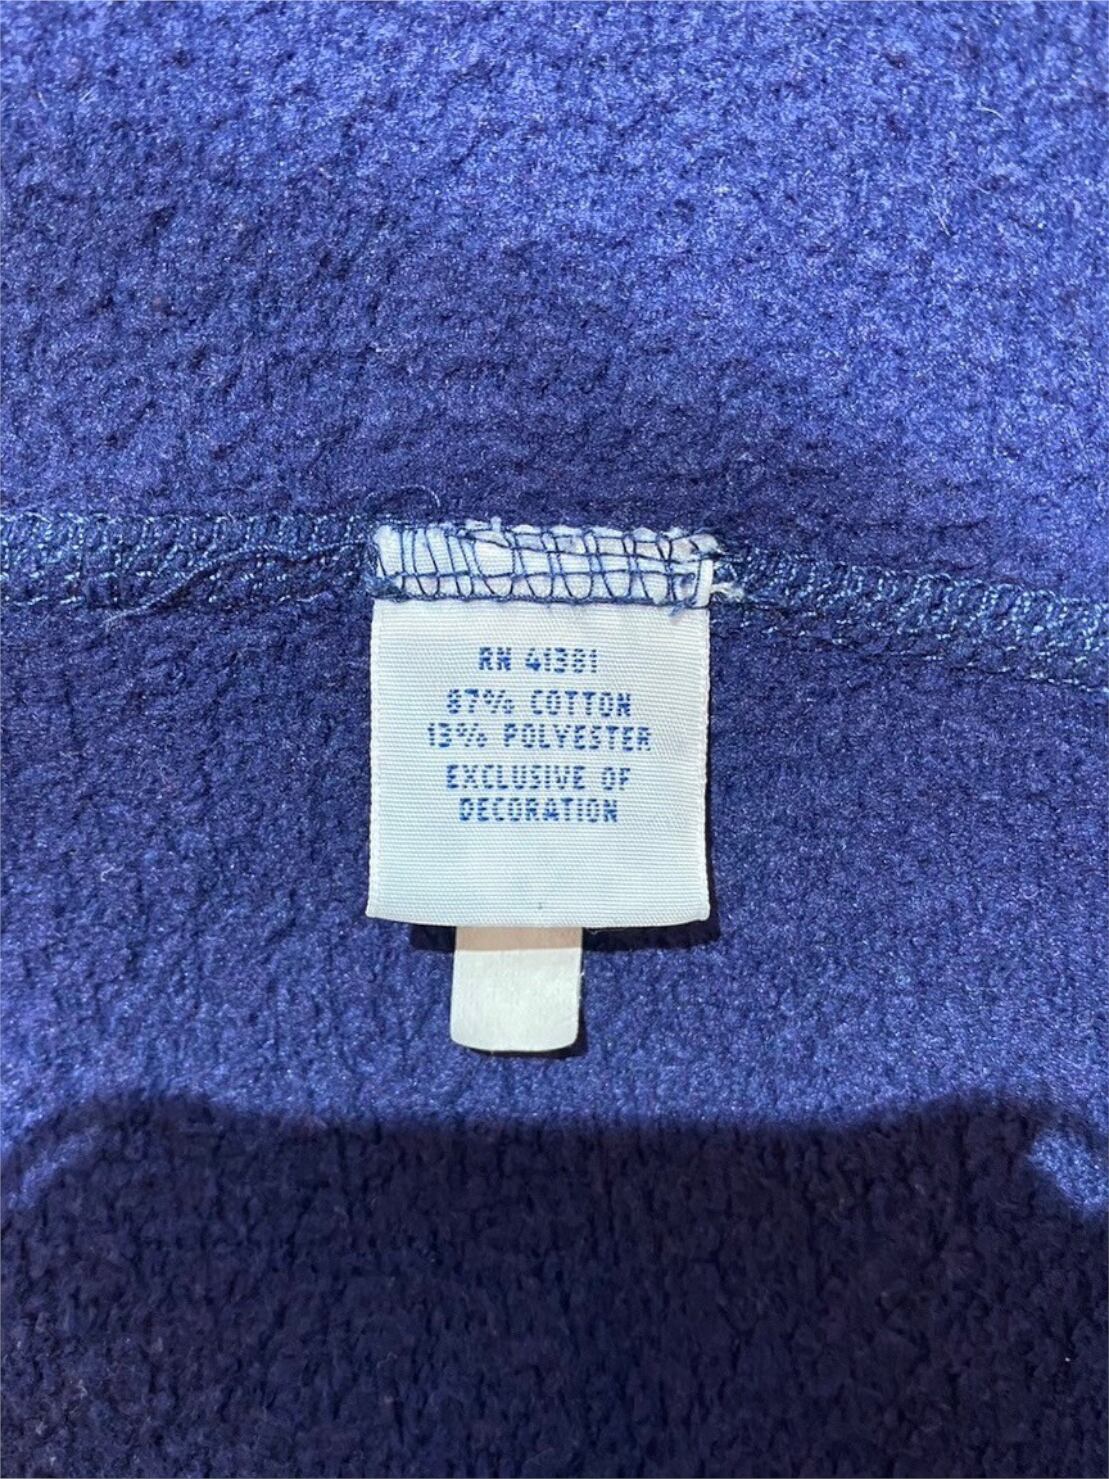 RN 41381
87% COTTON
13% POLYESTER
EXCLUSIVE OF
DECORATION